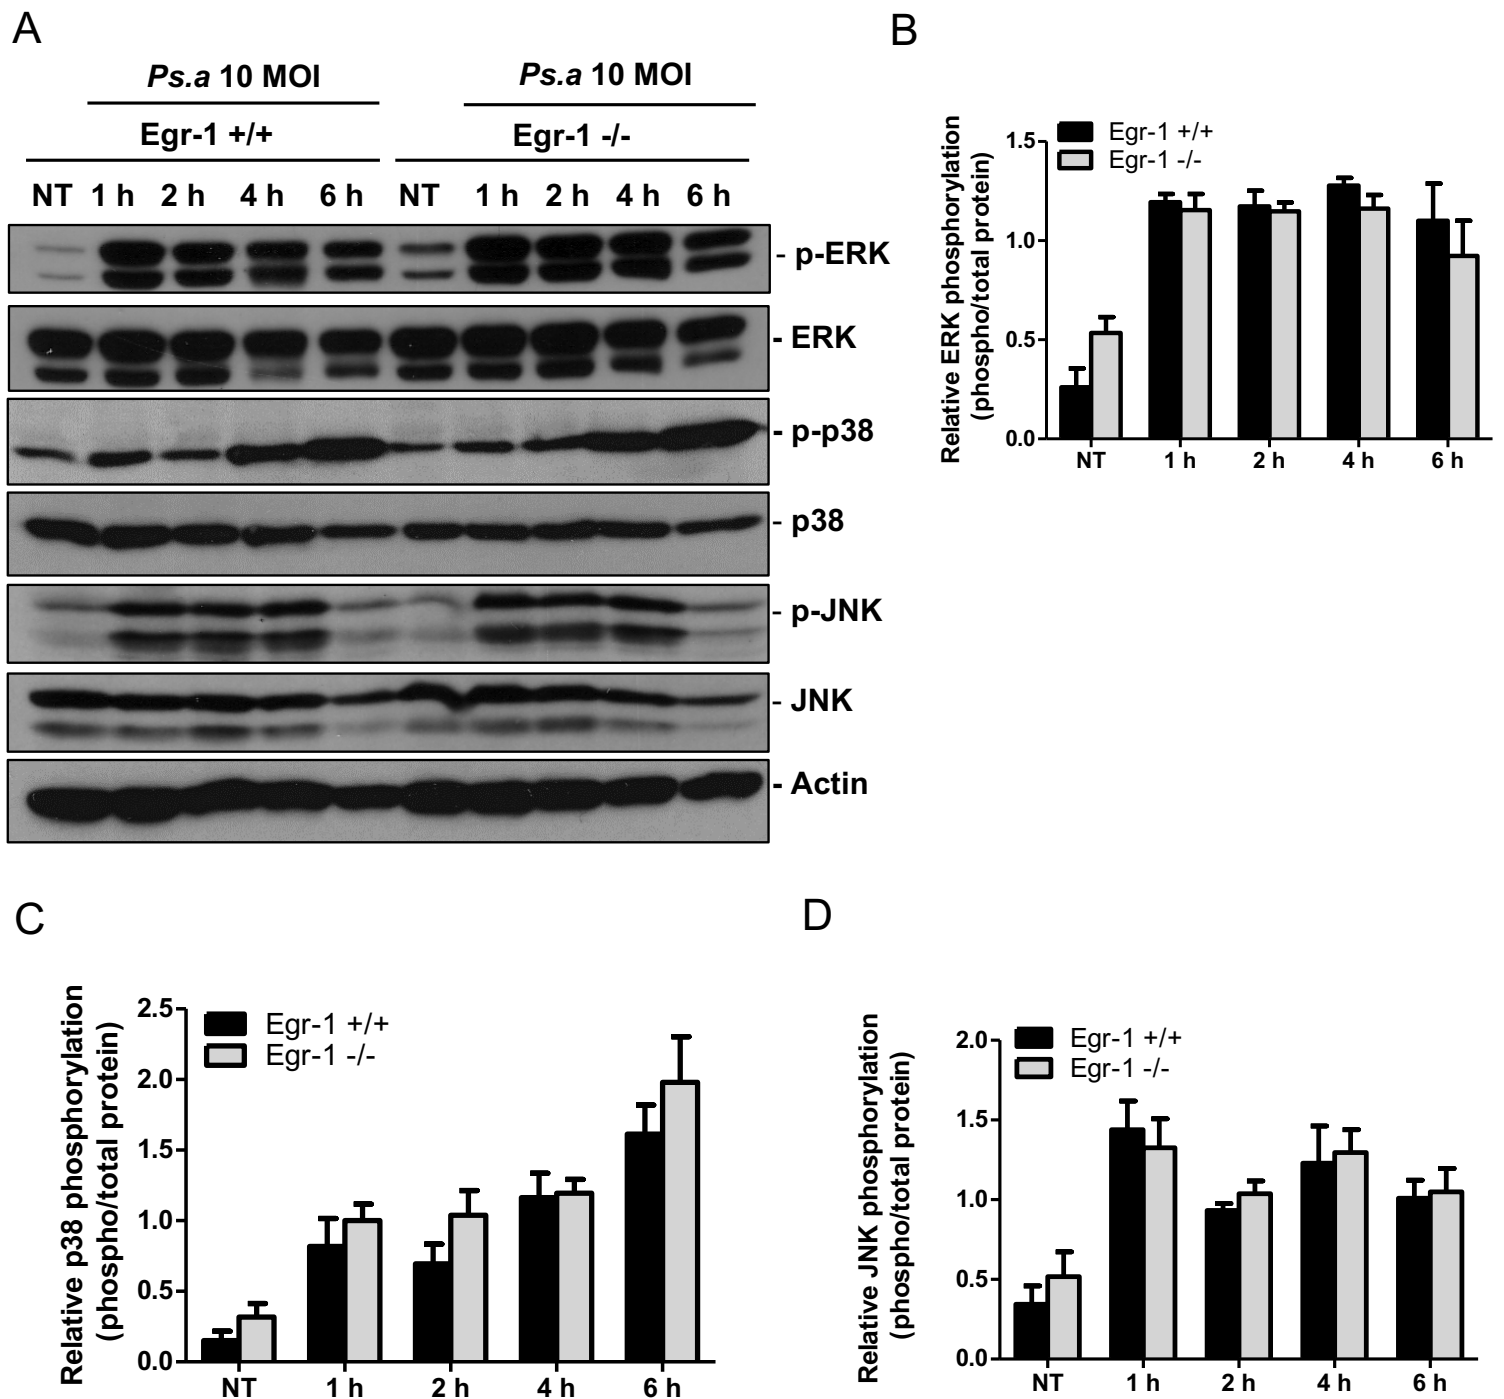 A
Ps.a 10 MOI
Ps.a 10 MOI
Egr-1 +/+
Egr-1 -/-
NT 1 h 2 h 4 h 6 h NT 1 h 2 h 4 h 6 h
- p-ERK
- ERK
- p-p38
- p38
- p-JNK
- JNK
- Actin
B
Relative ERK phosphorylation
(phospho/total protein)
Egr-1 +/+
Egr-1 -/-
1.5
1.0
0.5
0.0
NT 1 h 2 h 4 h 6 h
C
Relative p38 phosphorylation
(phospho/total protein)
Egr-1 +/+
Egr-1 -/-
2.5
2.0
1.5
1.0
0.5
0.0
NT 1 h 2 h 4 h 6 h
D
Relative JNK phosphorylation
(phospho/total protein)
Egr-1 +/+
Egr-1 -/-
2.0
1.5
1.0
0.5
0.0
NT 1 h 2 h 4 h 6 h